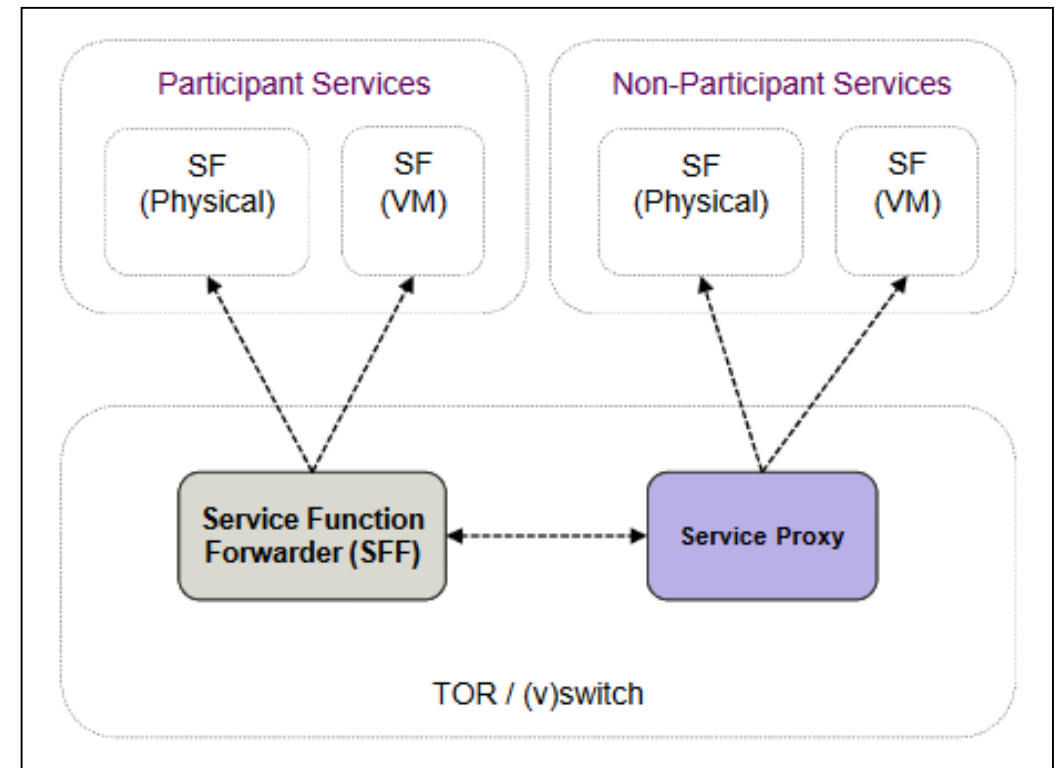 Participant Services
SF
(Physical)
SF
(VM)
Non-Participant Services
SF
(Physical)
SF
(VM)
Service Function
Forwarder (SFF)
Service Proxy
TOR / (v)switch